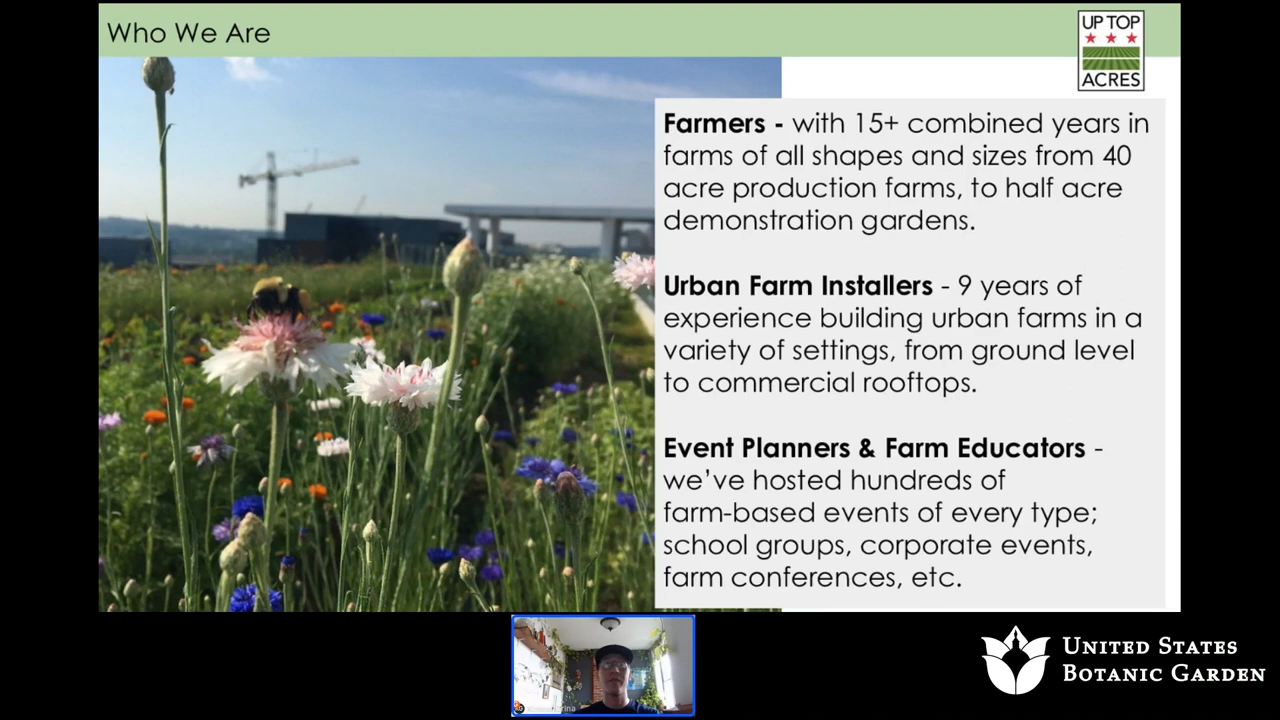 Who We Are
UP TOP
ACRES
Farmers - with 15+ combined years in
farms of all shapes and sizes from 40
acre production farms, to half acre
demonstration gardens.
Urban Farm Installers - 9 years of
experience building urban farms in a
variety of settings, from ground level
to commercial rooftops.
Event Planners & Farm Educators -
we’ve hosted hundreds of
farm-based events of every type;
school groups, corporate events,
farm conferences, etc.
UNITED STATES
BOTANIC GARDEN